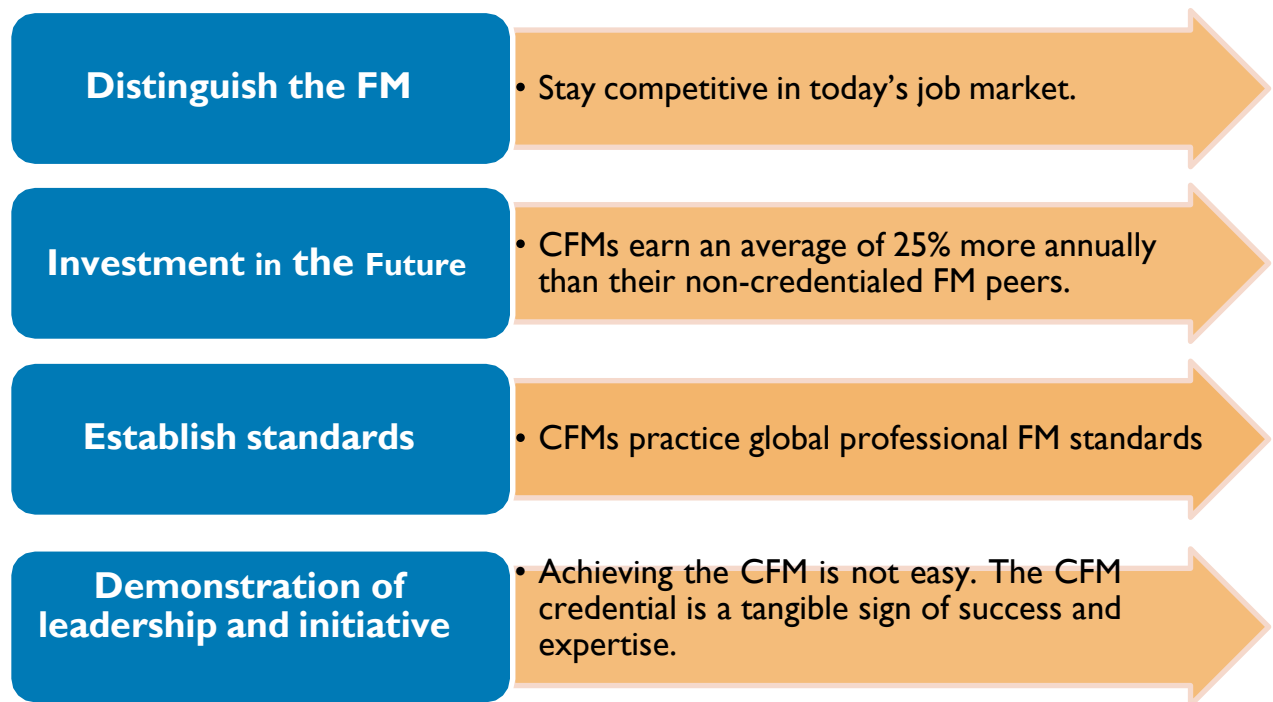 Distinguish the FM
• Stay competitive in today’s job market.
Investment in the Future
• CFMs earn an average of 25% more annually
than their non-credentialed FM peers.
Establish standards
• CFMs practice global professional FM standards
Demonstration of
leadership and initiative
• Achieving the CFM is not easy. The CFM
credential is a tangible sign of success and
expertise.